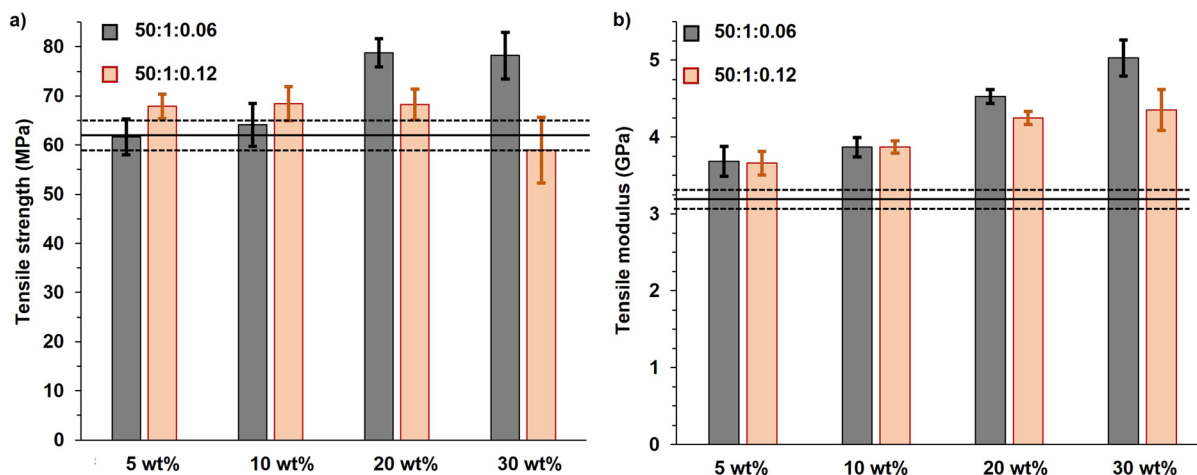 a)
50:1:0.06
50:1:0.12
Tensile strength (MPa)
80
70
60
50
40
30
20
10
0
5 wt%
10 wt%
20 wt%
30 wt%
b)
50:1:0.06
50:1:0.12
Tensile modulus (GPa)
5
4
3
2
1
0
5 wt%
10 wt%
20 wt%
30 wt%